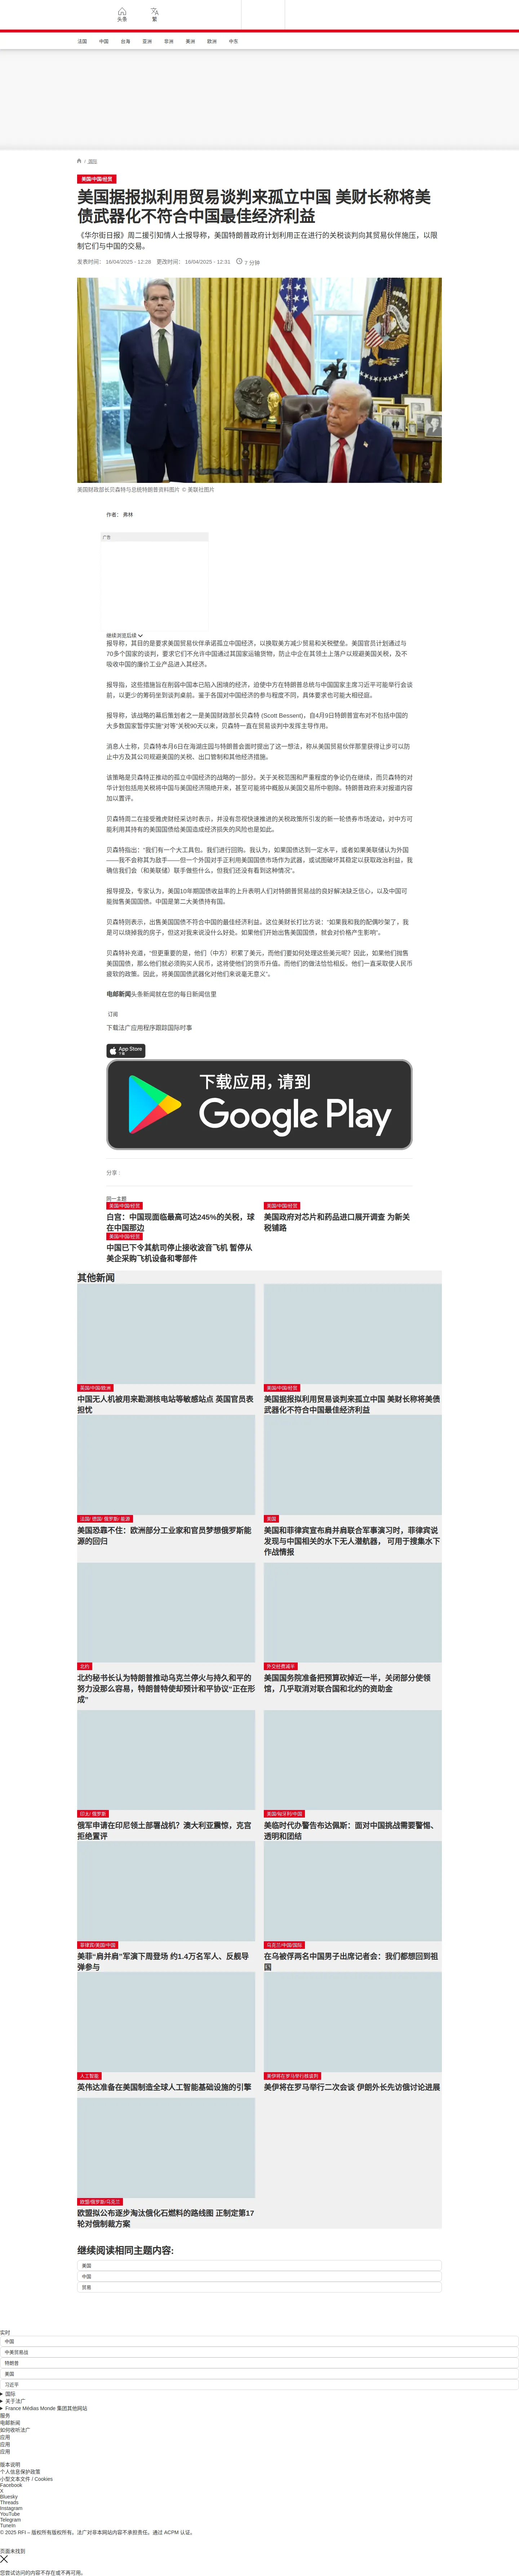 头条
繁
法国
中国
台海
亚洲
非洲
美洲
欧洲
中东
/ 国际
美国/中国/经贸
美国据报拟利用贸易谈判来孤立中国 美财长称将美
债武器化不符合中国最佳经济利益
《华尔街日报》周二援引知情人士报导称，美国特朗普政府计划利用正在进行的关税谈判向其贸易伙伴施压，以限
制它们与中国的交易。
发表时间： 16/04/2025 - 12:28 更改时间： 16/04/2025 - 12:31 7 分钟
美国财政部长贝森特与总统特朗普资料图片 © 美联社图片
作者： 弗林
广告
继续浏览后续
报导称，其目的是要求美国贸易伙伴承诺孤立中国经济，以换取美方减少贸易和关税壁垒。美国官员计划通过与
70多个国家的谈判，要求它们不允许中国通过其国家运输货物，防止中企在其领土上落户以规避美国关税，及不
吸收中国的廉价工业产品进入其经济。
报导指，这些措施旨在削弱中国本已陷入困境的经济，迫使中方在特朗普总统与中国国家主席习近平可能举行会谈
前，以更少的筹码坐到谈判桌前。鉴于各国对中国经济的参与程度不同，具体要求也可能大相径庭。
报导称，该战略的幕后策划者之一是美国财政部长贝森特 (Scott Bessent)，自4月9日特朗普宣布对不包括中国的
大多数国家暂停实施“对等”关税90天以来，贝森特一直在贸易谈判中发挥主导作用。
消息人士称，贝森特本月6日在海湖庄园与特朗普会面时提出了这一想法，称从美国贸易伙伴那里获得让步可以防
止中方及其公司规避美国的关税、出口管制和其他经济措施。
该策略是贝森特正推动的孤立中国经济的战略的一部分。关于关税范围和严重程度的争论仍在继续，而贝森特的对
华计划包括用关税将中国与美国经济隔绝开来，甚至可能将中概股从美国交易所中剔除。特朗普政府未对报道内容
加以置评。
贝森特周二在接受雅虎财经采访时表示，并没有忽视快速推进的关税政策所引发的新一轮债券市场波动，对中方可
能利用其持有的美国国债给美国造成经济损失的风险也是如此。
贝森特指出：“我们有一个大工具包。我们进行回购。我认为，如果国债达到一定水平，或者如果美联储认为外国
——我不会称其为敌手——但一个外国对手正利用美国国债市场作为武器，或试图破坏其稳定以获取政治利益，我
确信我们会（和美联储）联手做些什么。但我们还没有看到这种情况”。
报导提及，专家认为，美国10年期国债收益率的上升表明人们对特朗普贸易战的良好解决缺乏信心，以及中国可
能抛售美国国债。中国是第二大美债持有国。
贝森特则表示，出售美国国债不符合中国的最佳经济利益，这位美财长打比方说：“如果我和我的配偶吵架了，我
是可以烧掉我的房子，但这对我来说没什么好处。如果他们开始出售美国国债，就会对价格产生影响”。
贝森特补充道，“但更重要的是，他们（中方）积累了美元，而他们要如何处理这些美元呢？因此，如果他们抛售
美国国债，那么他们就必须购买人民币，这将使他们的货币升值。而他们的做法恰恰相反。他们一直采取使人民币
疲软的政策。因此，将美国国债武器化对他们来说毫无意义”。
电邮新闻头条新闻就在您的每日新闻信里
订阅
下载法广应用程序跟踪国际时事
App Store
下载
下载应用，请到
Google Play
分享 :
同一主题
美国/中国/经贸
白宫：中国现面临最高可达245%的关税，球
在中国那边
美国/中国/经贸
美国政府对芯片和药品进口展开调查 为新关
税铺路
美国/中国/经贸
中国已下令其航司停止接收波音飞机 暂停从
美企采购飞机设备和零部件
其他新闻
英国/中国/欧洲
中国无人机被用来勘测核电站等敏感站点 英国官员表
担忧
美国/中国/经贸
美国据报拟利用贸易谈判来孤立中国 美财长称将美债
武器化不符合中国最佳经济利益
法国/ 德国/ 俄罗斯/ 能源
美国恐靠不住：欧洲部分工业家和官员梦想俄罗斯能
源的回归
美国
美国和菲律宾宣布肩并肩联合军事演习时，菲律宾说
发现与中国相关的水下无人潜航器， 可用于搜集水下
作战情报
北约
北约秘书长认为特朗普推动乌克兰停火与持久和平的
努力没那么容易，特朗普特使却预计和平协议“正在形
成”
外交经费减半
美国国务院准备把预算砍掉近一半，关闭部分使领
馆，几乎取消对联合国和北约的资助金
印太/ 俄罗斯
俄军申请在印尼领土部署战机？澳大利亚震惊，克宫
拒绝置评
美国/匈牙利/中国
美临时代办警告布达佩斯：面对中国挑战需要警惕、
透明和团结
菲律宾/美国/中国
美菲“肩并肩”军演下周登场 约1.4万名军人、反舰导
弹参与
乌克兰/中国/国际
在乌被俘两名中国男子出席记者会：我们都想回到祖
国
人工智能
英伟达准备在美国制造全球人工智能基础设施的引擎
美伊将在罗马举行核谈判
美伊将在罗马举行二次会谈 伊朗外长先访俄讨论进展
欧盟/俄罗斯/乌克兰
欧盟拟公布逐步淘汰俄化石燃料的路线图 正制定第17
轮对俄制裁方案
继续阅读相同主题内容:
美国
中国
贸易
实时
中国
中美贸易战
特朗普
美国
习近平
国际
关于法广
France Médias Monde 集团其他网站
服务
电邮新闻
如何收听法广
应用
应用
应用
版本说明
个人信息保护政策
小型文本文件 / Cookies
Facebook
X
Bluesky
Threads
Instagram
YouTube
Telegram
TuneIn
© 2025 RFI – 版权所有版权所有。法广对非本网站内容不承担责任。通过 ACPM 认证。
页面未找到
您尝试访问的内容不存在或不再可用。